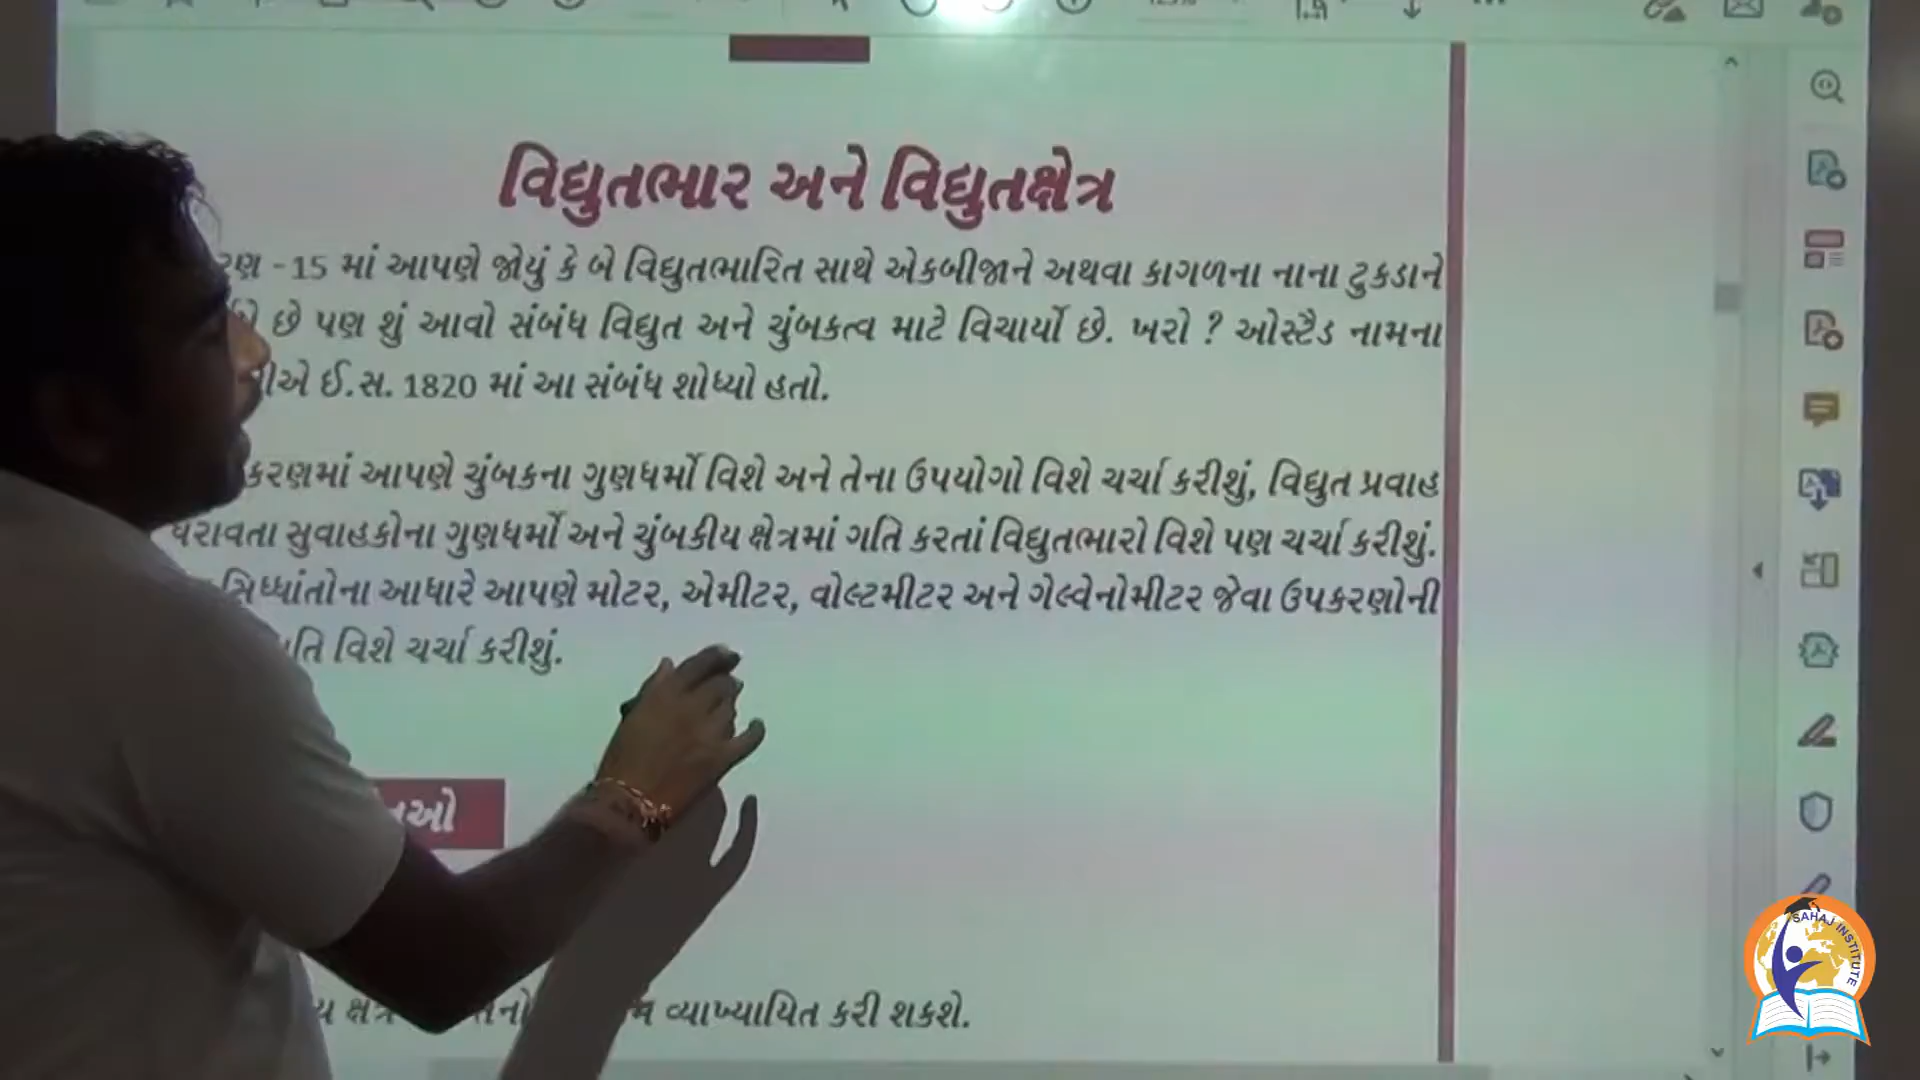 વિદ્યુતભાર અને વિદ્યુતક્ષેત્ર
-15 માં આપણે જોયું કે બે વિદ્યુતભારિત સાથે એકબીજાને અથવા કાગળના નાના ટુકડાને
છે પણ શું આવો સંબંધ વિદ્યુત અને ચુંબકત્વ માટે વિચાર્યો છે. ખરો ? ઓસ્ટૈડ નામના
ઈ.સ. 1820 માં આ સંબંધ શોધ્યો હતો.
આપણે ચુંબકના ગુણધર્મો વિશે અને તેના ઉપયોગો વિશે ચર્ચા કરીશું, વિદ્યુત પ્રવાહ
ધરાવતા સુવાહકોના ગુણધર્મો અને ચુંબકીય ક્ષેત્રમાં ગતિ કરતાં વિદ્યુતભારો વિશે પણ ચર્ચા કરીશું.
આધારે આપણે મોટર, એમીટર, વોલ્ટમીટર અને ગેલ્વેનોમીટર જેવા ઉપકરણોની
વિશે ચર્ચા કરીશું.
વ્યાખ્યાયિત કરી શકશે.
SAHAJ INSTITUTE